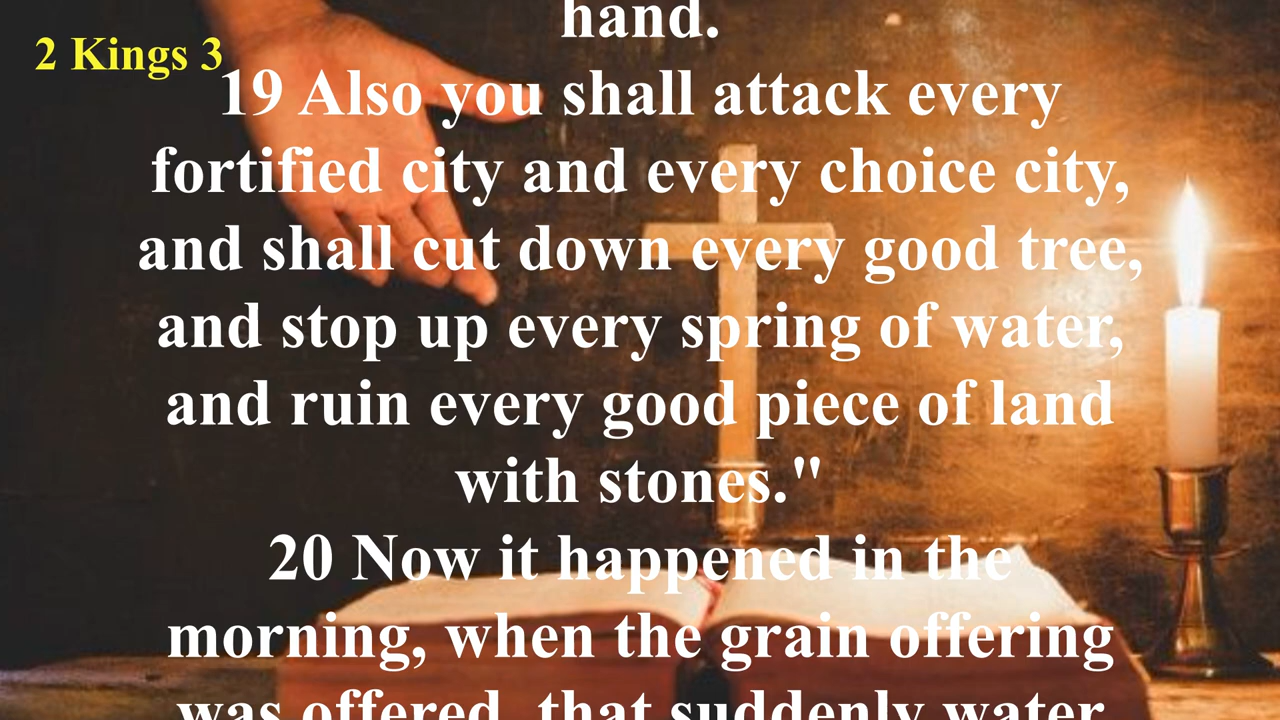 hand.
2 Kings 3
19 Also you shall attack every
fortified city and every choice city,
and shall cut down every good tree,
and stop up every spring of water,
and ruin every good piece of land
with stones."
20 Now it happened in the
morning, when the grain offering
was offered, that suddenly water